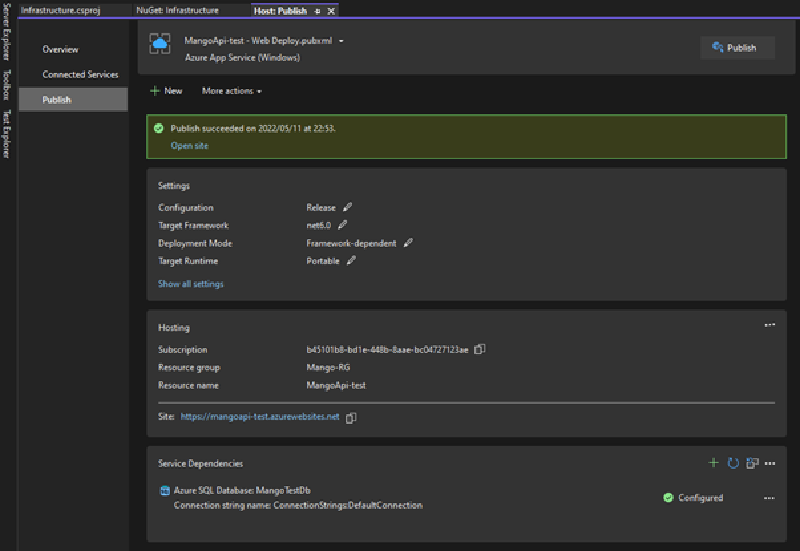 Infrastructure.csproj
NuGet: Infrastructure
Host: Publish
Server Explorer
Toolbox
Test Explorer
Overview
Connected Services
Publish
MangoApi-test - Web Deploy.pubxml
Azure App Service (Windows)
Publish
New
More actions
Publish succeeded on 2022/05/11 at 22:53.
Open site
Settings
Configuration Release
Target Framework net6.0
Deployment Mode Framework-dependent
Target Runtime Portable
Show all settings
Hosting
Subscription b45101b8-bd1e-448b-8aae-bc04727123ae
Resource group Mango-RG
Resource name MangoApi-test
Site: https://mangoapi-test.azurewebsites.net
Service Dependencies
Azure SQL Database: MangoTestDb
Connection string name: ConnectionStrings:DefaultConnection
Configured